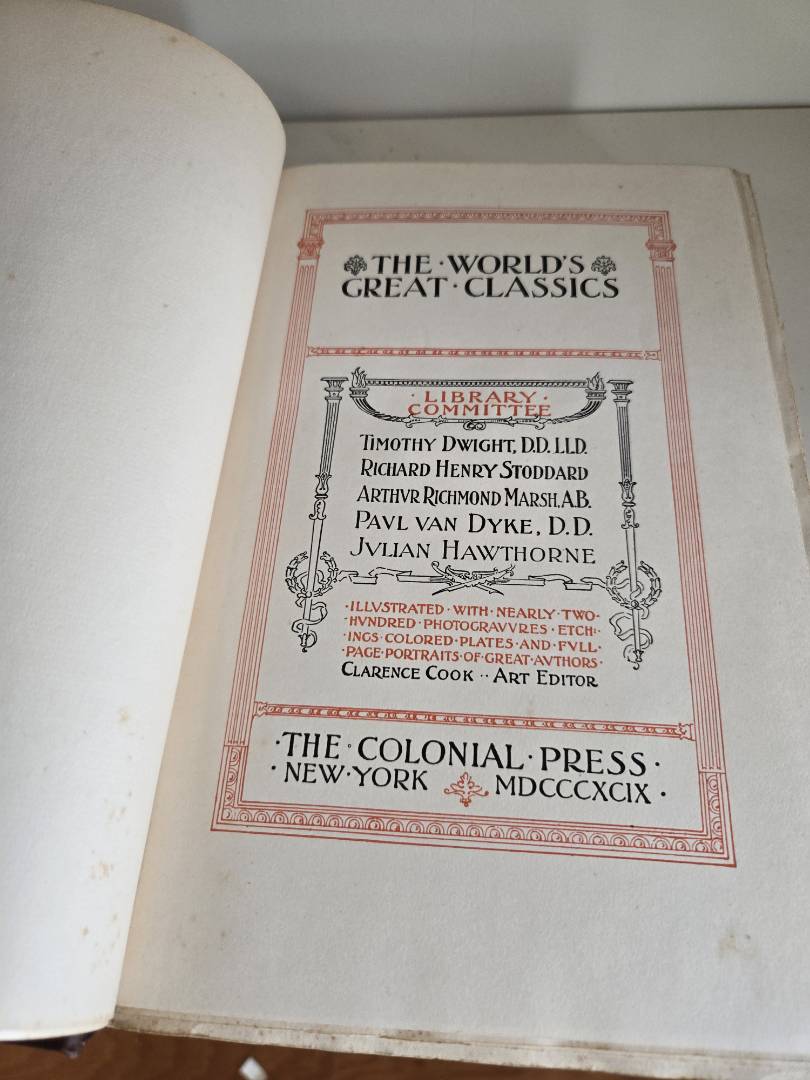 THE · WORLD'S
GREAT · CLASSICS
· LIBRARY ·
COMMITTEE
TIMOTHY DWIGHT, D.D. LL.D.
RICHARD HENRY STODDARD
ARTHVR RICHMOND MARSH, A.B.
PAVL VAN DYKE, D.D.
JVLIAN HAWTHORNE
· ILLVSTRATED · WITH · NEARLY · TWO ·
· HVNDRED · PHOTOGRAVVRES · ETCH ·
· INGS · COLORED · PLATES · AND · FVLL ·
· PAGE · PORTRAITS · OF · GREAT · AVTHORS ·
CLARENCE COOK · · ART EDITOR
· THE · COLONIAL · PRESS ·
· NEW · YORK MDCCCXCIX ·